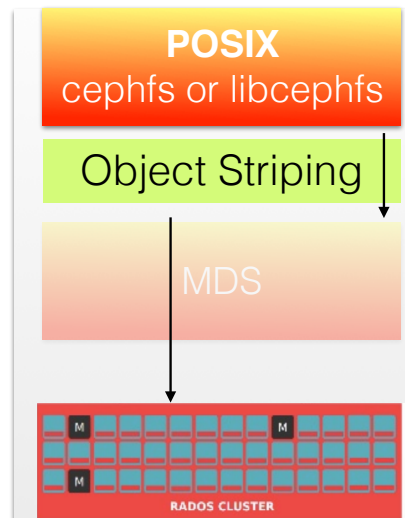 POSIX
cephfs or libcephfs
Object Striping
MDS
M M
M
RADOS CLUSTER